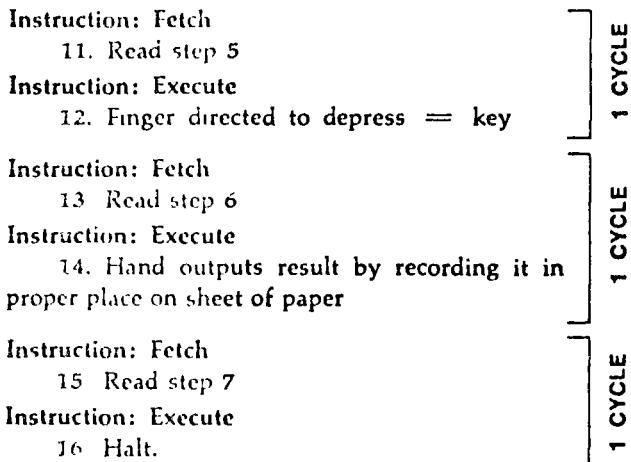 Instruction: Fetch
11. Read step 5
Instruction: Execute
12. Finger directed to depress = key
1 CYCLE
Instruction: Fetch
13 Read step 6
Instruction: Execute
14. Hand outputs result by recording it in
proper place on sheet of paper
1 CYCLE
Instruction: Fetch
15 Read step 7
Instruction: Execute
16 Halt.
1 CYCLE